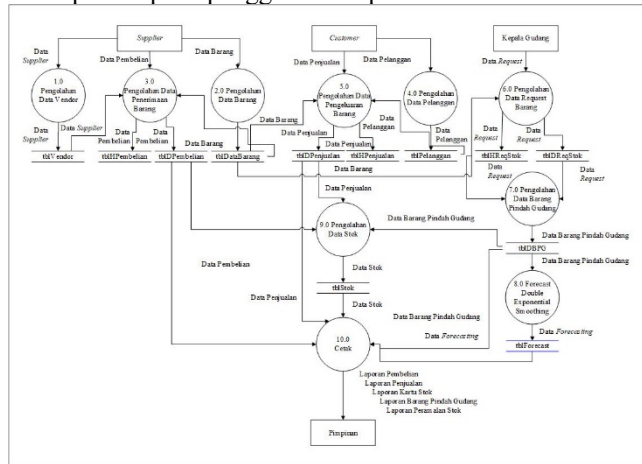 Supplier
Customer
Kepala Gudang
Data
Supplier
Data
Pembelian
Data Barang
Data Penjualan
Data
Pelanggan
Data
Request
1.0
Pengolahan
Data Vendor
3.0
Pengolahan Data
Penerimaan
Barang
2.0 Pengolahan
Data Barang
5.0
Pengolahan Data
Pengeluaran
Barang
4.0 Pengolahan
Data Pelanggan
6.0 Pengolahan
Data Request
Barang
Data
Supplier
Data Supplier
Data
Pembelian
Data
Pembelian
Data Barang
Data
Barang
Data
Penjualan
Data Penjualan
Data
Pelanggan
Data
Pelanggan
Data
Request
Data
Request
tblVendor
tblHPembelian
tblDPembelian
tblDataBarang
tblDPenjualan
tblHPenjualan
tblPelanggan
tblHReqStok
tblDReqStok
Data Barang
Data
Request
Data
Request
Data Penjualan
7.0 Pengolahan
Data Barang
Pindah Gudang
9.0 Pengolahan
Data Stok
Data Barang Pindah Gudang
Data Barang Pindah Gudang
tblDBPG
Data Pembelian
Data Stok
Data Barang Pindah Gudang
tblStok
8.0 Forecast
Double
Exponential
Smoothing
Data Penjualan
Data Stok
Data Barang Pindah Gudang
Data Forecasting
Data Forecasting
10.0
Cetak
tblForecast
Laporan Pembelian
Laporan Penjualan
Laporan Kartu Stok
Laporan Barang Pindah Gudang
Laporan Peramalan Stok
Pimpinan